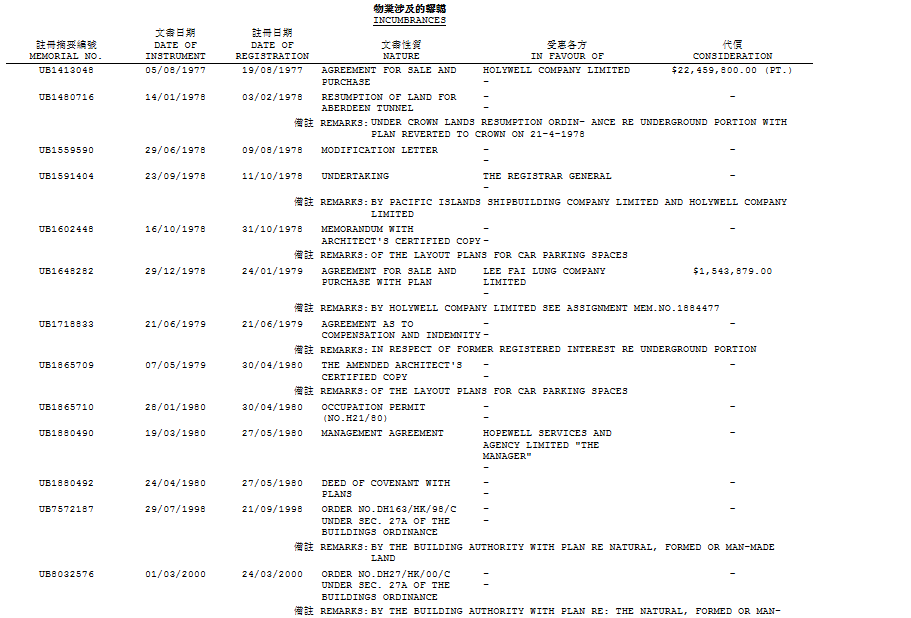 物業涉及的轇轕
INCUMBRANCES
註冊摘要編號
MEMORIAL NO.
文書日期
DATE OF
INSTRUMENT
註冊日期
DATE OF
REGISTRATION
文書性質
NATURE
受惠各方
IN FAVOUR OF
代價
CONSIDERATION
UB1413048 05/08/1977 19/08/1977 AGREEMENT FOR SALE AND HOLYWELL COMPANY LIMITED $22,459,800.00 (PT.)
PURCHASE -
UB1480716 14/01/1978 03/02/1978 RESUMPTION OF LAND FOR - -
ABERDEEN TUNNEL -
備註 REMARKS: UNDER CROWN LANDS RESUMPTION ORDIN- ANCE RE UNDERGROUND PORTION WITH
PLAN REVERTED TO CROWN ON 21-4-1978
UB1559590 29/06/1978 09/08/1978 MODIFICATION LETTER - -
-
UB1591404 23/09/1978 11/10/1978 UNDERTAKING THE REGISTRAR GENERAL -
-
備註 REMARKS: BY PACIFIC ISLANDS SHIPBUILDING COMPANY LIMITED AND HOLYWELL COMPANY
LIMITED
UB1602448 16/10/1978 31/10/1978 MEMORANDUM WITH - -
ARCHITECT'S CERTIFIED COPY -
備註 REMARKS: OF THE LAYOUT PLANS FOR CAR PARKING SPACES
UB1648282 29/12/1978 24/01/1979 AGREEMENT FOR SALE AND LEE FAI LUNG COMPANY $1,543,879.00
PURCHASE WITH PLAN LIMITED
-
備註 REMARKS: BY HOLYWELL COMPANY LIMITED SEE ASSIGNMENT MEM.NO.1884477
UB1718833 21/06/1979 21/06/1979 AGREEMENT AS TO - -
COMPENSATION AND INDEMNITY -
備註 REMARKS: IN RESPECT OF FORMER REGISTERED INTEREST RE UNDERGROUND PORTION
UB1865709 07/05/1979 30/04/1980 THE AMENDED ARCHITECT'S - -
CERTIFIED COPY -
備註 REMARKS: OF THE LAYOUT PLANS FOR CAR PARKING SPACES
UB1865710 28/01/1980 30/04/1980 OCCUPATION PERMIT - -
(NO.H21/80) -
UB1880490 19/03/1980 27/05/1980 MANAGEMENT AGREEMENT HOPEWELL SERVICES AND -
AGENCY LIMITED "THE
MANAGER"
-
UB1880492 24/04/1980 27/05/1980 DEED OF COVENANT WITH - -
PLANS -
UB7572187 29/07/1998 21/09/1998 ORDER NO.DH163/HK/98/C - -
UNDER SEC. 27A OF THE -
BUILDINGS ORDINANCE
備註 REMARKS: BY THE BUILDING AUTHORITY WITH PLAN RE NATURAL, FORMED OR MAN-MADE
LAND
UB8032576 01/03/2000 24/03/2000 ORDER NO.DH27/HK/00/C - -
UNDER SEC. 27A OF THE -
BUILDINGS ORDINANCE
備註 REMARKS: BY THE BUILDING AUTHORITY WITH PLAN RE: THE NATURAL, FORMED OR MAN-